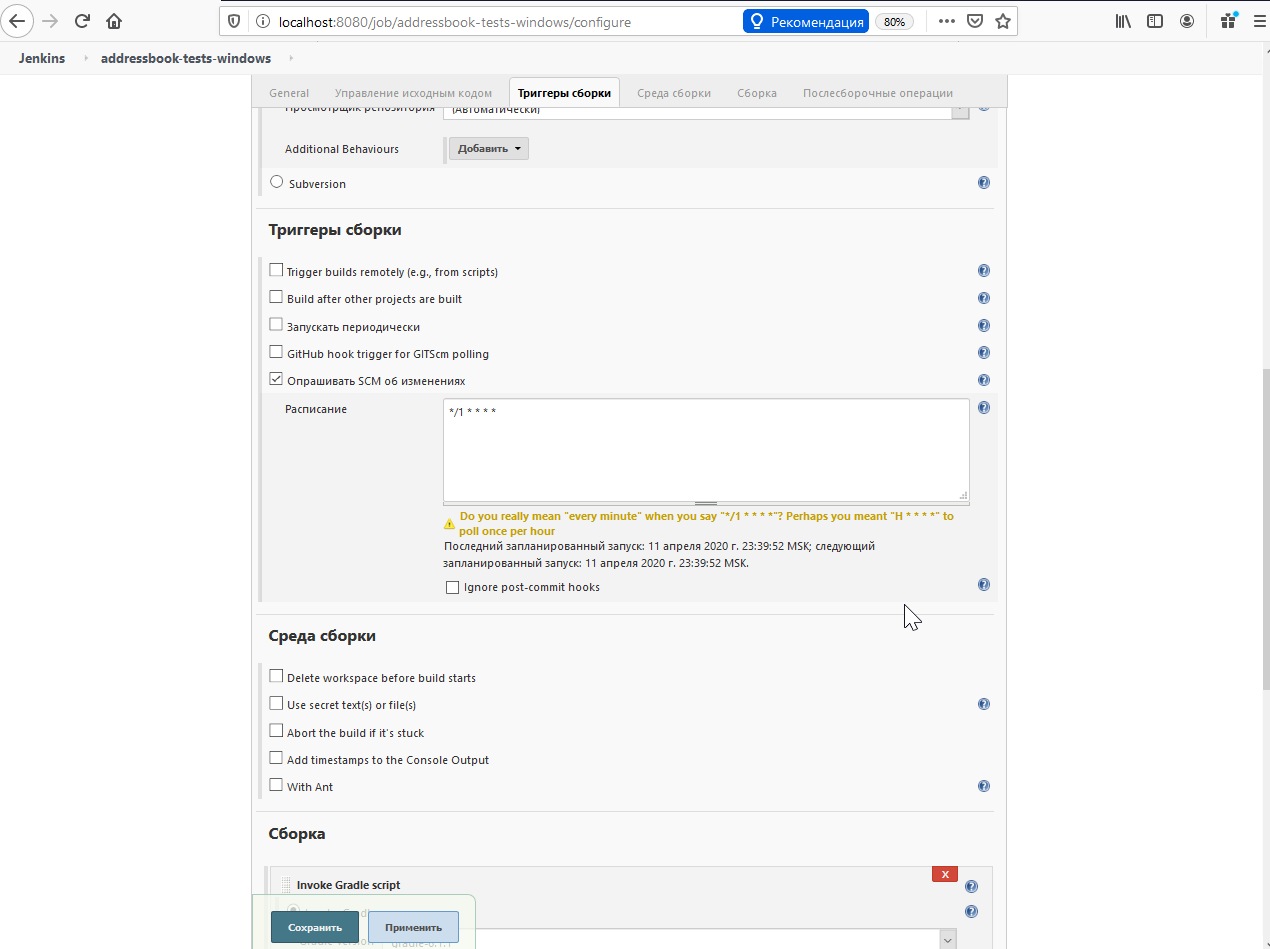 localhost:8080/job/addressbook-tests-windows/configure
Рекомендация
80%
Jenkins
addressbook-tests-windows
General
Управление исходным кодом
Триггеры сборки
Среда сборки
Сборка
Послесборочные операции
Просмотрщик репозитория
(Автоматически)
Additional Behaviours
Добавить
Subversion
Триггеры сборки
Trigger builds remotely (e.g., from scripts)
Build after other projects are built
Запускать периодически
GitHub hook trigger for GITScm polling
Опрашивать SCM об изменениях
Расписание
*/1 * * * *
Do you really mean "every minute" when you say "*/1 * * * *"? Perhaps you meant "H * * * *" to
poll once per hour
Последний запланированный запуск: 11 апреля 2020 г. 23:39:52 MSK; следующий
запланированный запуск: 11 апреля 2020 г. 23:39:52 MSK.
Ignore post-commit hooks
Среда сборки
Delete workspace before build starts
Use secret text(s) or file(s)
Abort the build if it's stuck
Add timestamps to the Console Output
With Ant
Сборка
Invoke Gradle script
X
Сохранить
Применить